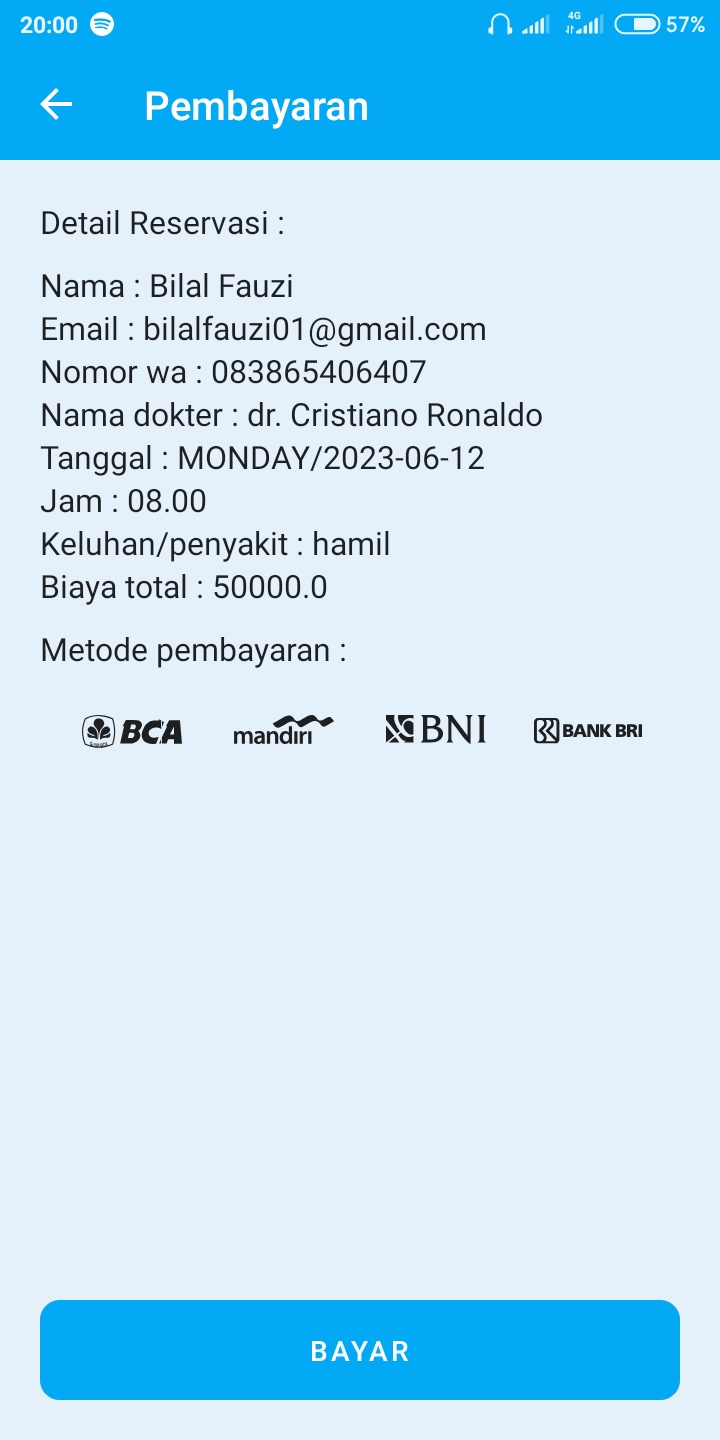 20:00 4G 57%
Pembayaran
Detail Reservasi :
Nama : Bilal Fauzi
Email : bilalfauzi01@gmail.com
Nomor wa : 083865406407
Nama dokter : dr. Cristiano Ronaldo
Tanggal : MONDAY/2023-06-12
Jam : 08.00
Keluhan/penyakit : hamil
Biaya total : 50000.0
Metode pembayaran :
BCA mandiri BNI BANK BRI
BAYAR